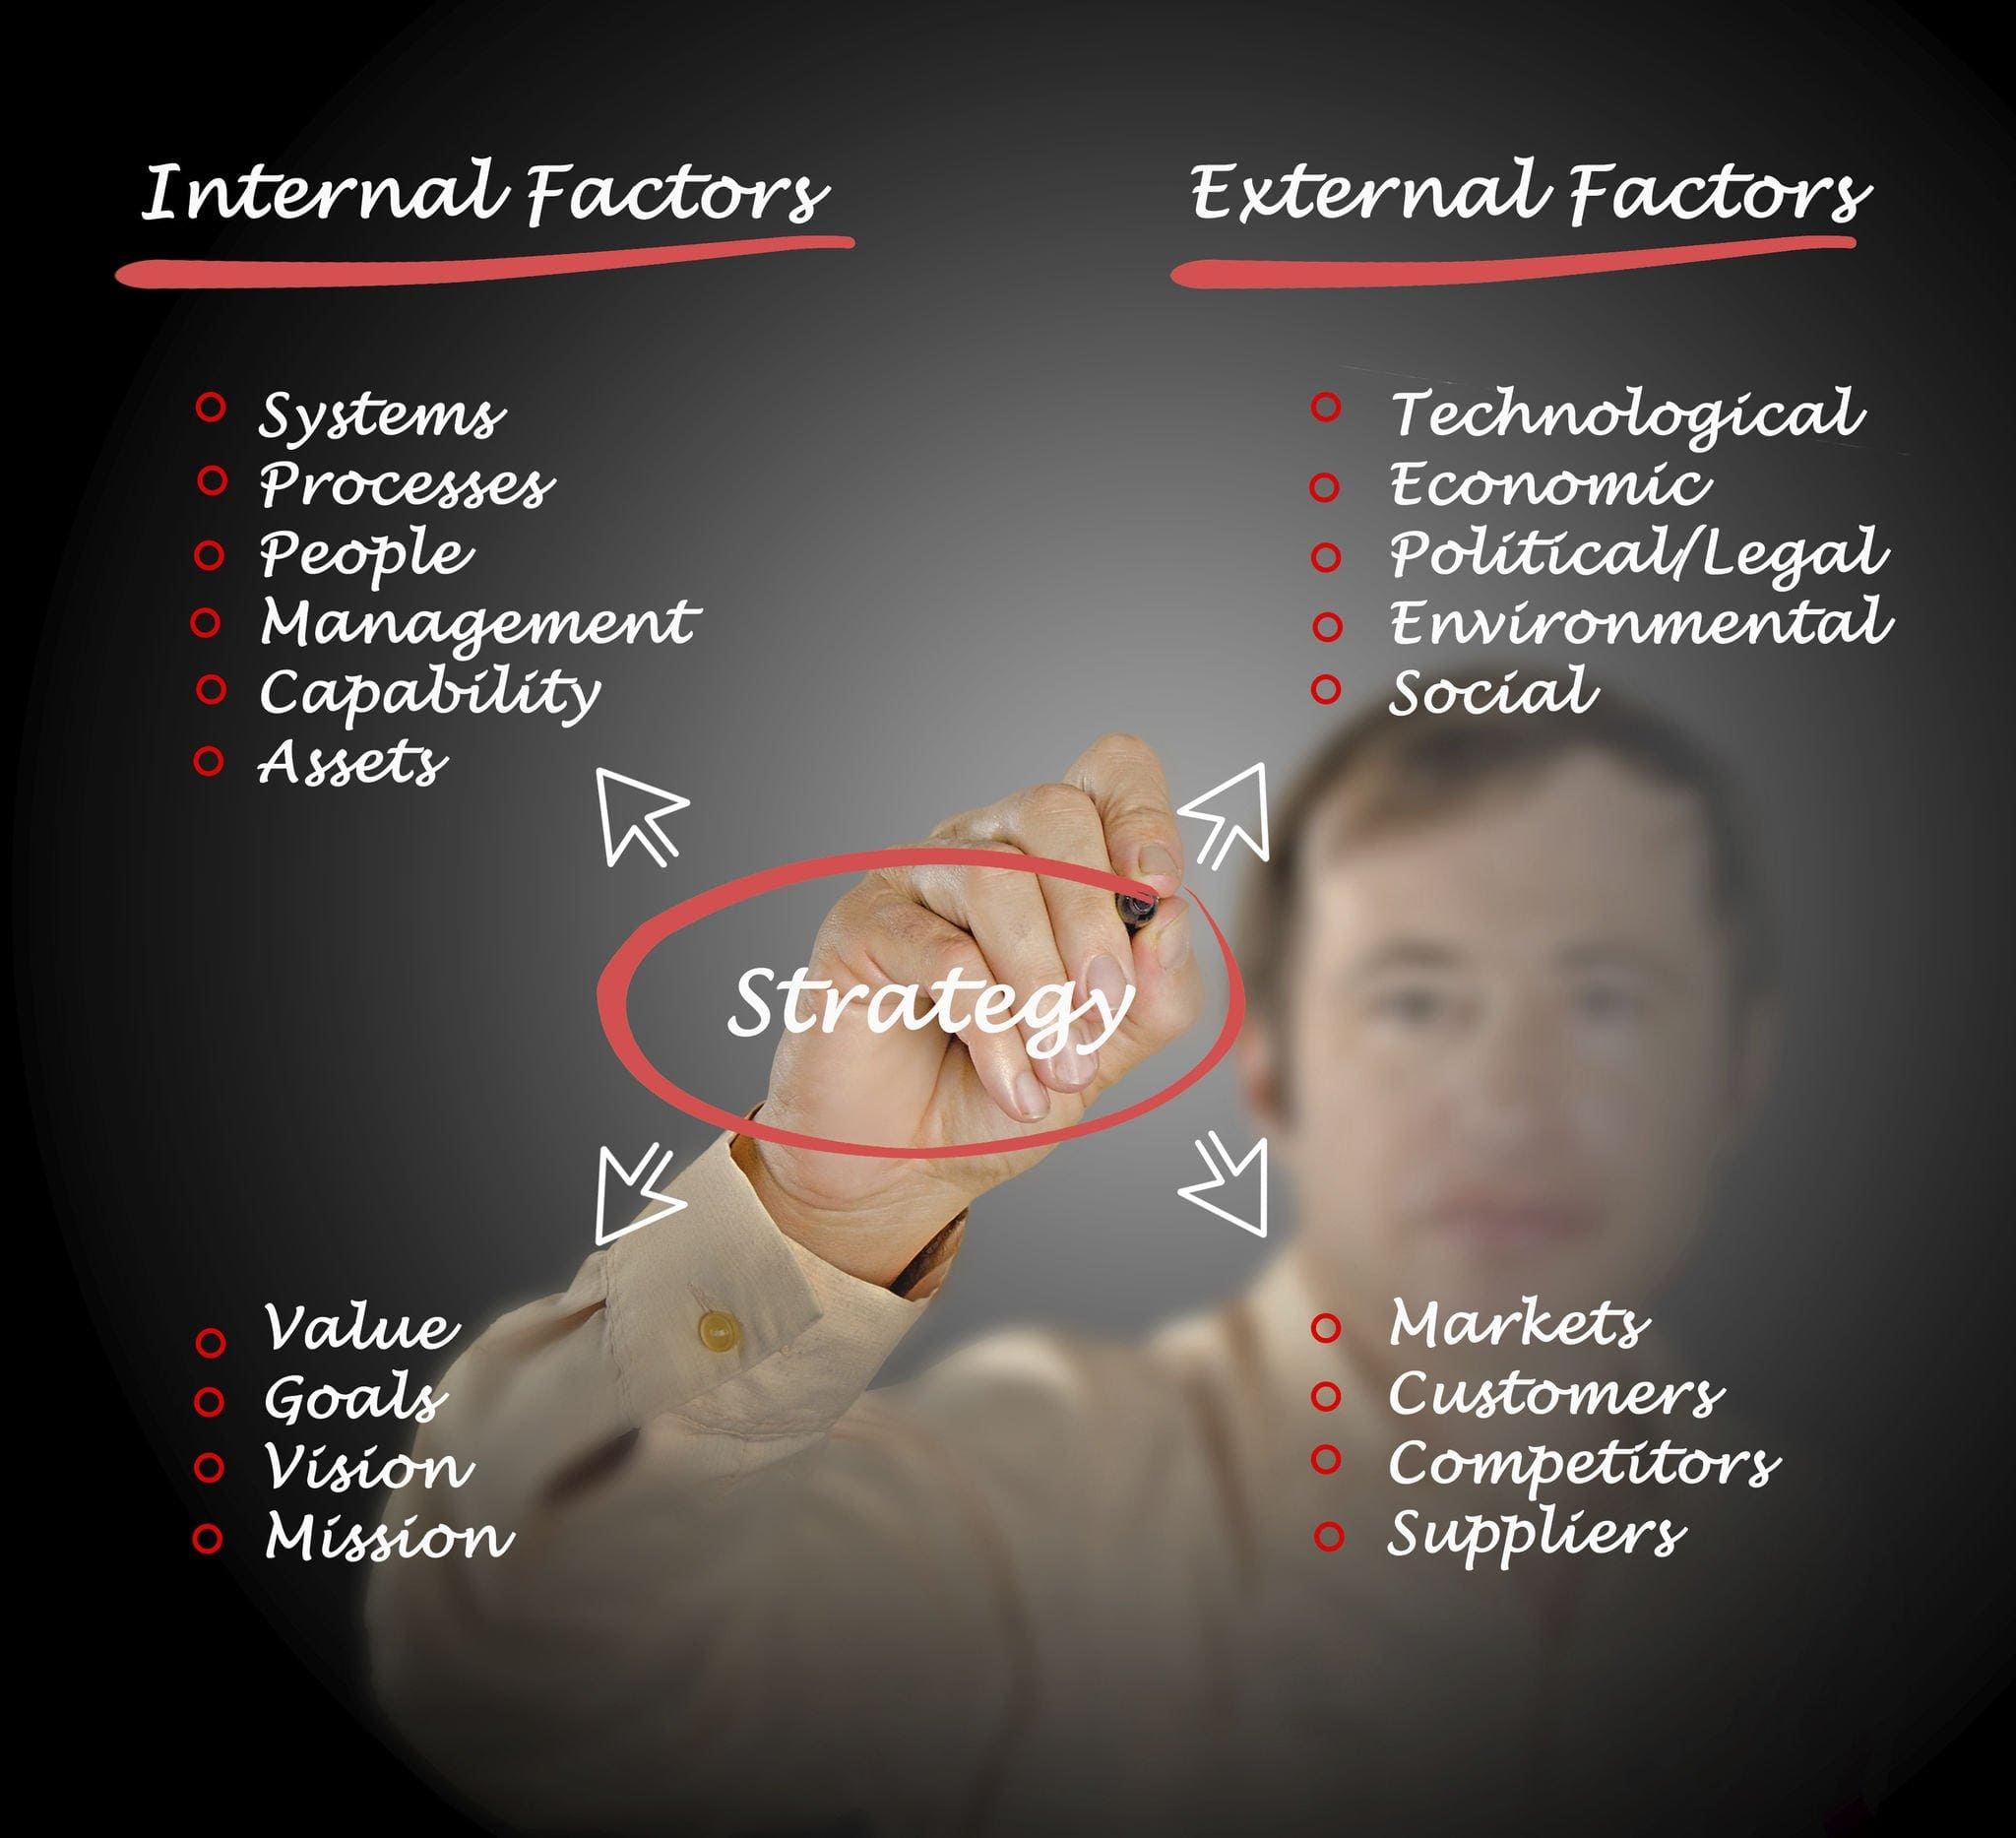 Internal Factors
External Factors
Systems
Processes
People
Management
Capability
Assets
Technological
Economic
Political/Legal
Environmental
Social
Strategy
Value
Goals
Vision
Mission
Markets
Customers
Competitors
Suppliers